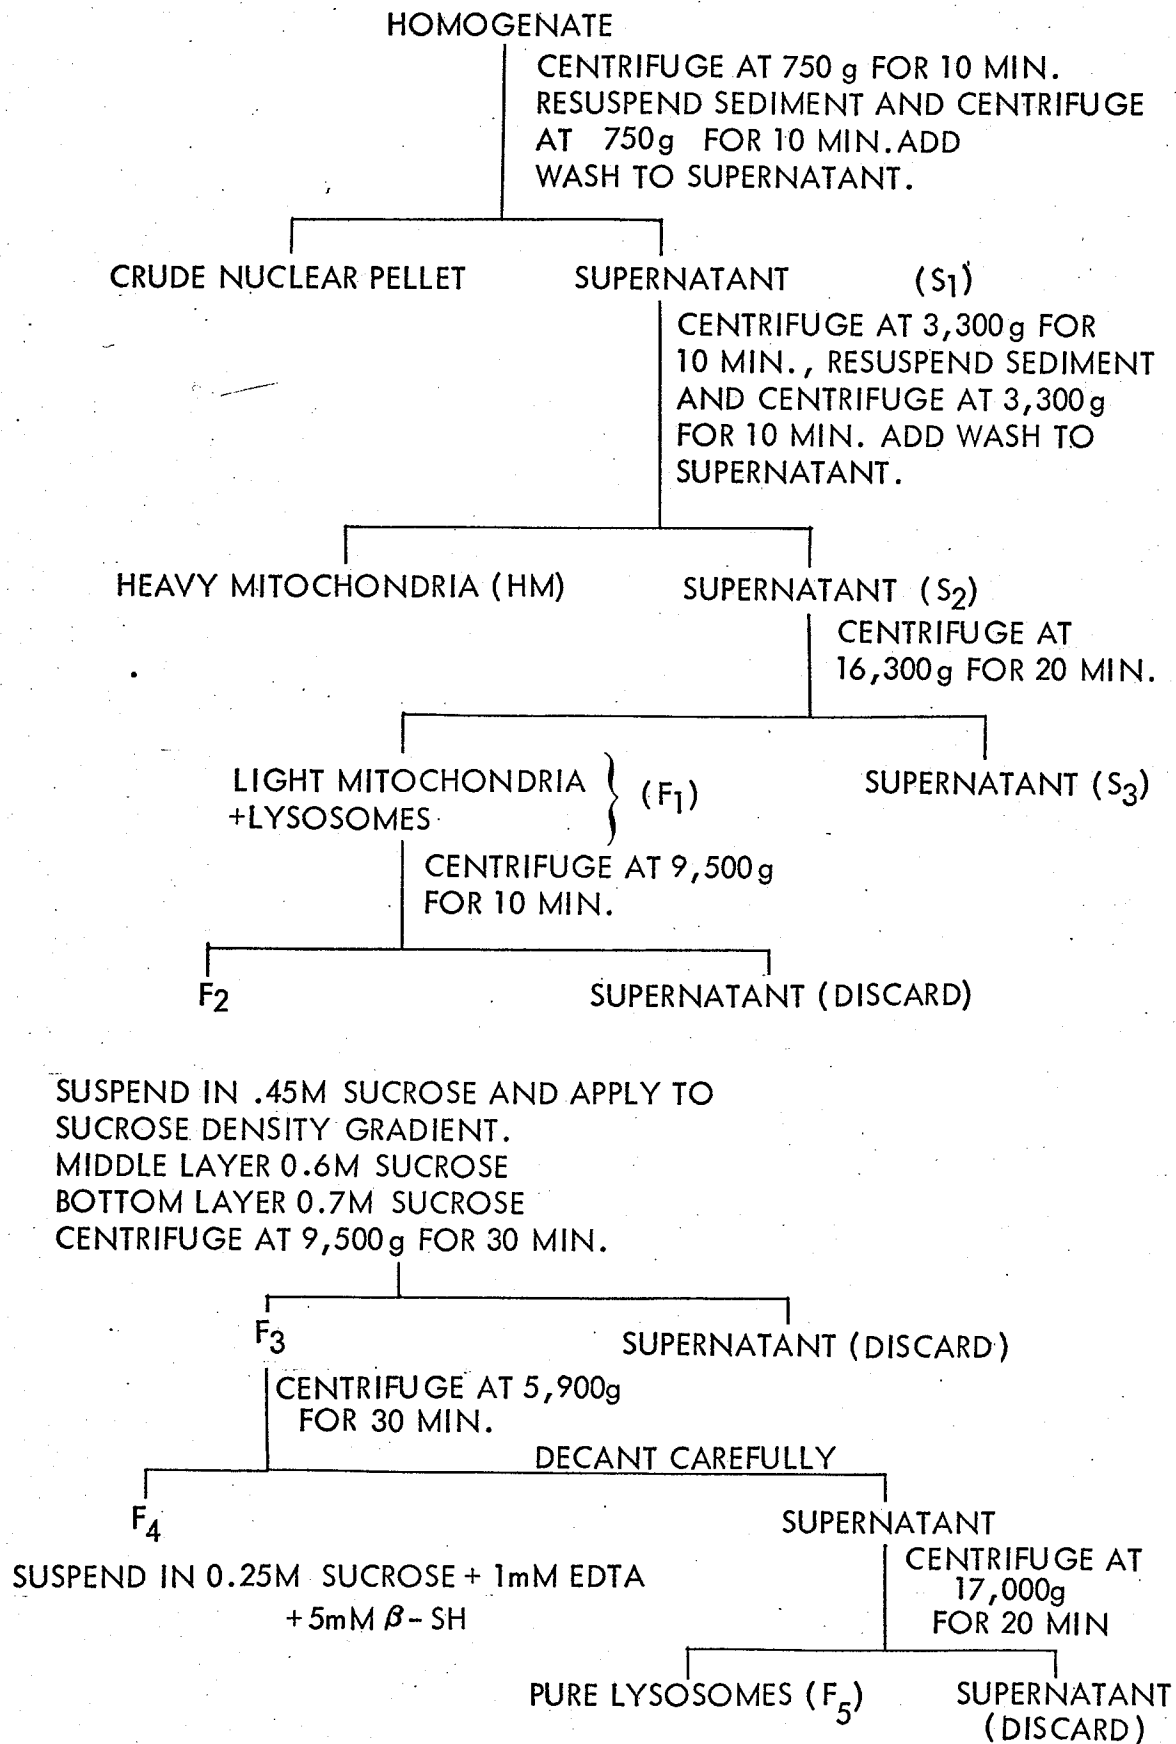 HOMOGENATE
CENTRIFUGE AT 750 g FOR 10 MIN.
RESUSPEND SEDIMENT AND CENTRIFUGE
AT 750g FOR 10 MIN. ADD
WASH TO SUPERNATANT.
CRUDE NUCLEAR PELLET
SUPERNATANT (S1)
CENTRIFUGE AT 3,300g FOR
10 MIN., RESUSPEND SEDIMENT
AND CENTRIFUGE AT 3,300g
FOR 10 MIN. ADD WASH TO
SUPERNATANT.
HEAVY MITOCHONDRIA (HM)
SUPERNATANT (S2)
CENTRIFUGE AT
16,300g FOR 20 MIN.
LIGHT MITOCHONDRIA
+LYSOSOMES
} (F1)
SUPERNATANT (S3)
CENTRIFUGE AT 9,500g
FOR 10 MIN.
F2
SUPERNATANT (DISCARD)
SUSPEND IN .45M SUCROSE AND APPLY TO
SUCROSE DENSITY GRADIENT.
MIDDLE LAYER 0.6M SUCROSE
BOTTOM LAYER 0.7M SUCROSE
CENTRIFUGE AT 9,500g FOR 30 MIN.
F3
SUPERNATANT (DISCARD)
CENTRIFUGE AT 5,900g
FOR 30 MIN.
DECANT CAREFULLY
F4
SUPERNATANT
SUSPEND IN 0.25M SUCROSE + 1mM EDTA
+5mM β-SH
CENTRIFUGE AT
17,000g
FOR 20 MIN
PURE LYSOSOMES (F5)
SUPERNATANT
(DISCARD)